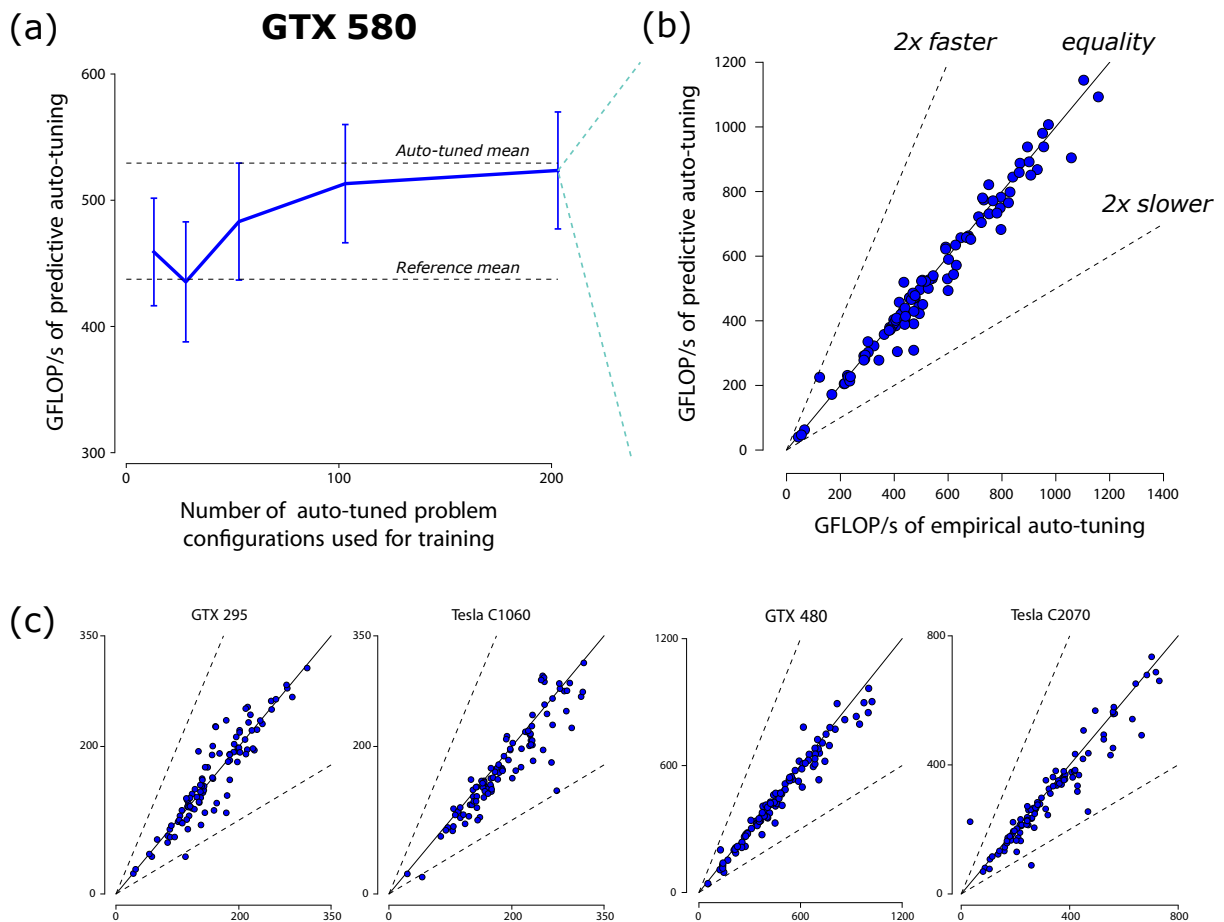 (a)
GTX 580
600
500
400
300
GFLOP/s of predictive auto-tuning
Auto-tuned mean
Reference mean
0
100
200
Number of auto-tuned problem
configurations used for training
(b)
2x faster
equality
2x slower
1200
1000
800
600
400
200
0
GFLOP/s of predictive auto-tuning
0 200 400 600 800 1000 1200 1400
GFLOP/s of empirical auto-tuning
(c)
GTX 295
350
200
0
0 200 350
Tesla C1060
350
200
0
0 200 350
GTX 480
1200
600
0
0 600 1200
Tesla C2070
800
400
0
0 400 800